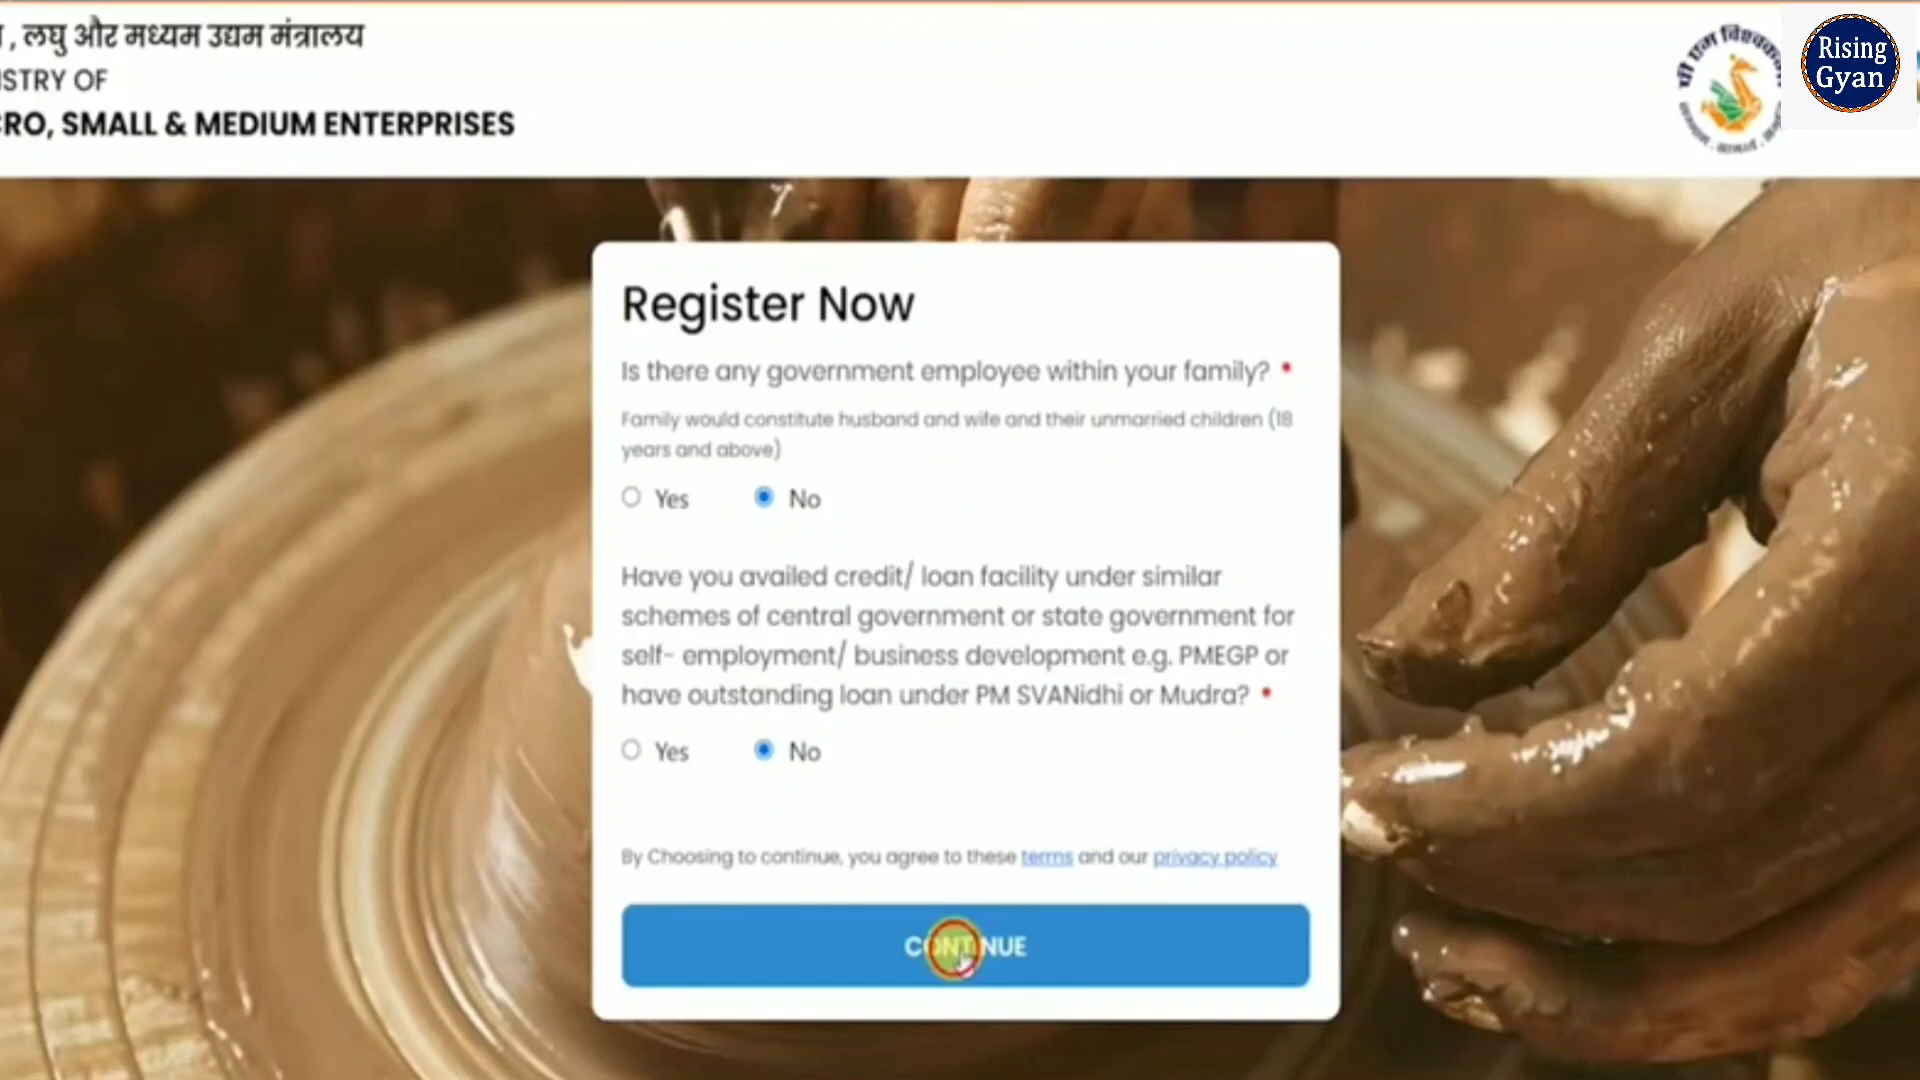 , लघु और मध्यम उद्यम मंत्रालय
ISTRY OF
CRO, SMALL & MEDIUM ENTERPRISES
पी एम विश्वकर्मा
Rising
Gyan
Register Now
Is there any government employee within your family? *
Family would constitute husband and wife and their unmarried children (18
years and above)
Yes No
Have you availed credit/ loan facility under similar
schemes of central government or state government for
self- employment/ business development e.g. PMEGP or
have outstanding loan under PM SVANidhi or Mudra? *
Yes No
By Choosing to continue, you agree to these terms and our privacy policy
CONTINUE